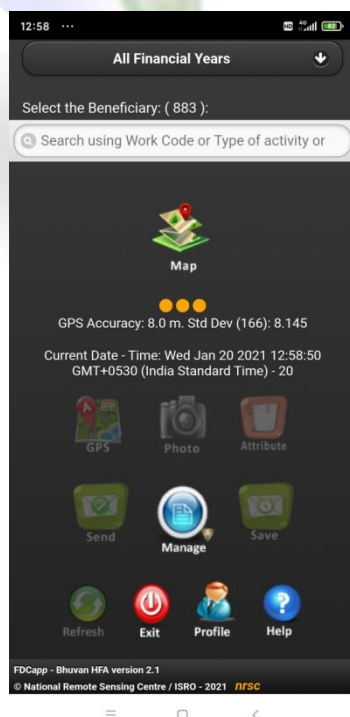 12:58 ...
HD 4G 82
All Financial Years
Select the Beneficiary: ( 883 ):
Search using Work Code or Type of activity or
Map
GPS Accuracy: 8.0 m. Std Dev (166): 8.145
Current Date - Time: Wed Jan 20 2021 12:58:50
GMT+0530 (India Standard Time) - 20
GPS Photo Attribute
Send Manage Save
Refresh Exit Profile Help
FDCapp - Bhuvan HFA version 2.1
© National Remote Sensing Centre / ISRO - 2021 nrsc